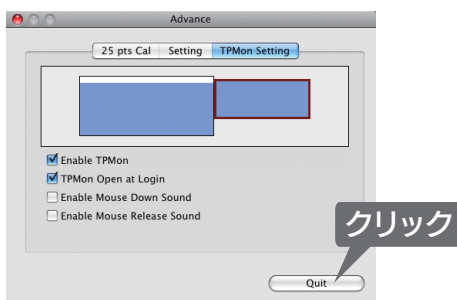 Advance
25 pts Cal Setting TPMon Setting
Enable TPMon
TPMon Open at Login
Enable Mouse Down Sound
Enable Mouse Release Sound
クリック
Quit